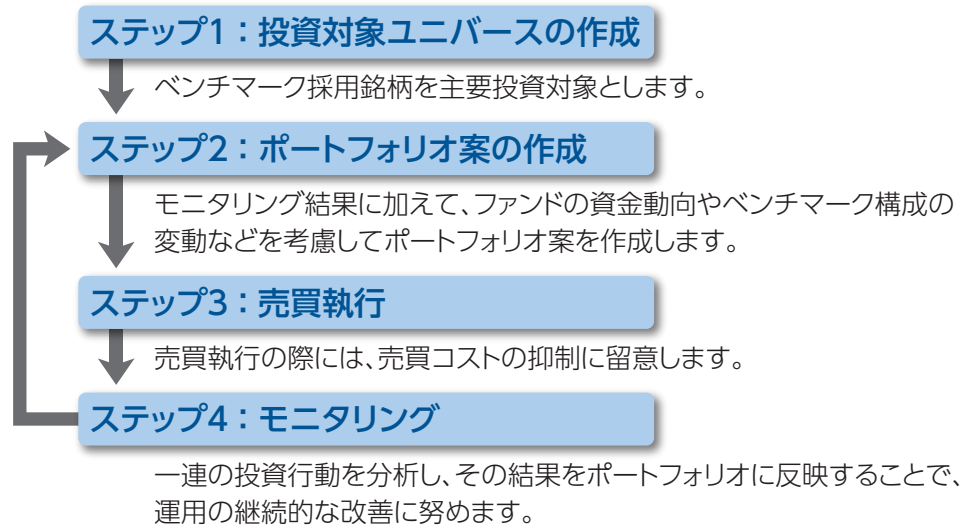 ステップ1：投資対象ユニバースの作成
ベンチマーク採用銘柄を主要投資対象とします。
ステップ2：ポートフォリオ案の作成
モニタリング結果に加えて、ファンドの資金動向やベンチマーク構成の
変動などを考慮してポートフォリオ案を作成します。
ステップ3：売買執行
売買執行の際には、売買コストの抑制に留意します。
ステップ4：モニタリング
一連の投資行動を分析し、その結果をポートフォリオに反映することで、
運用の継続的な改善に努めます。